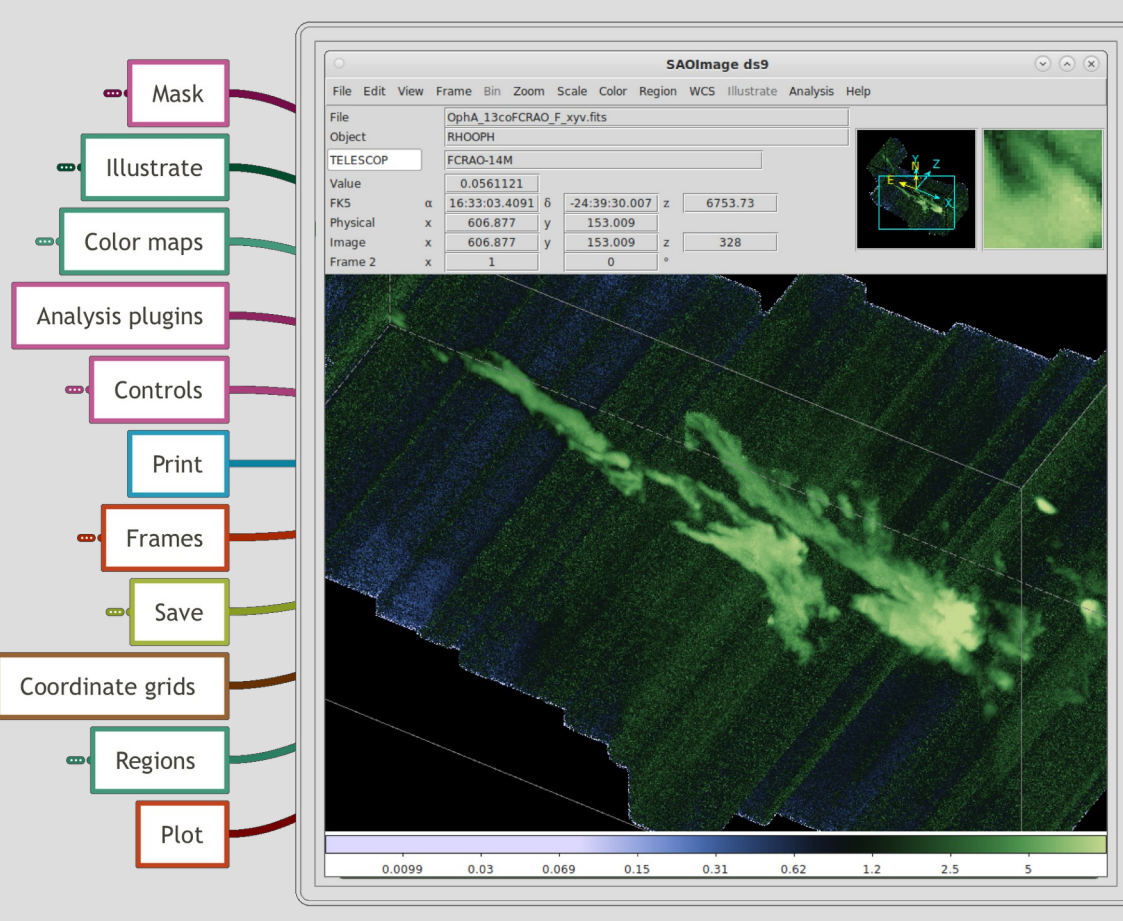 Mask
Illustrate
Color maps
Analysis plugins
Controls
Print
Frames
Save
Coordinate grids
Regions
Plot
SAOImage ds9
File Edit View Frame Bin Zoom Scale Color Region WCS Illustrate Analysis Help
File OphA_13coFCRAO_F_xyv.fits
Object RHOOPH
TELESCOP FCRAO-14M
Value 0.0561121
FK5 α 16:33:03.4091 δ -24:39:30.007 z 6753.73
Physical x 606.877 y 153.009
Image x 606.877 y 153.009 z 328
Frame 2 x 1 0 °
Y
N
Z
E
X
0.0099 0.03 0.069 0.15 0.31 0.62 1.2 2.5 5